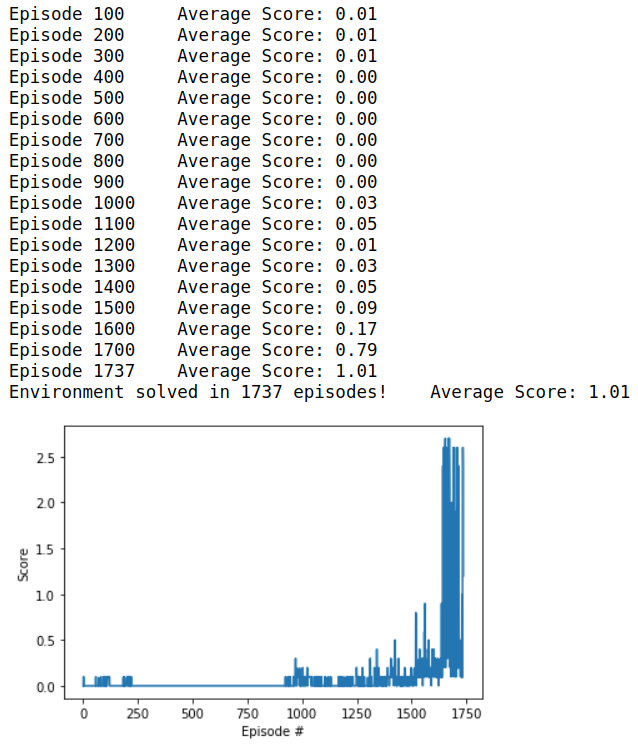 Episode 100 Average Score: 0.01
Episode 200 Average Score: 0.01
Episode 300 Average Score: 0.01
Episode 400 Average Score: 0.00
Episode 500 Average Score: 0.00
Episode 600 Average Score: 0.00
Episode 700 Average Score: 0.00
Episode 800 Average Score: 0.00
Episode 900 Average Score: 0.00
Episode 1000 Average Score: 0.03
Episode 1100 Average Score: 0.05
Episode 1200 Average Score: 0.01
Episode 1300 Average Score: 0.03
Episode 1400 Average Score: 0.05
Episode 1500 Average Score: 0.09
Episode 1600 Average Score: 0.17
Episode 1700 Average Score: 0.79
Episode 1737 Average Score: 1.01
Environment solved in 1737 episodes! Average Score: 1.01
2.5
2.0
1.5
1.0
0.5
0.0
Score
0 250 500 750 1000 1250 1500 1750
Episode #